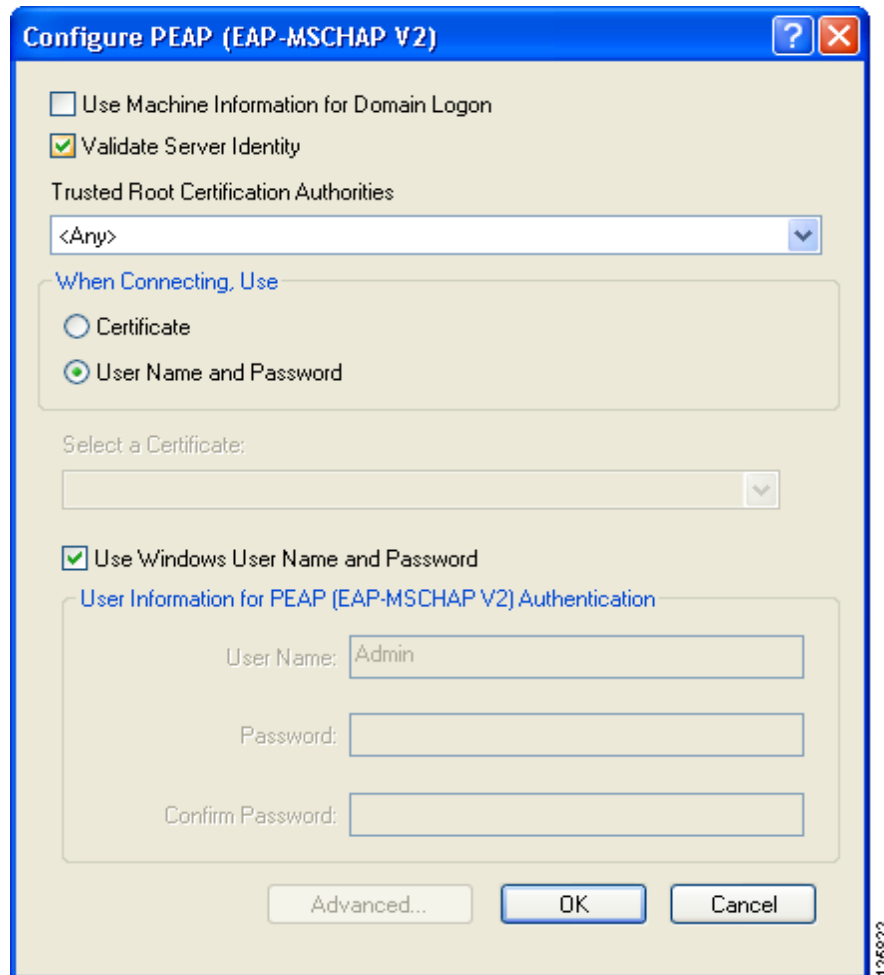 Configure PEAP (EAP-MSCHAP V2)
Use Machine Information for Domain Logon
Validate Server Identity
Trusted Root Certification Authorities
<Any>
When Connecting, Use
Certificate
User Name and Password
Select a Certificate:
Use Windows User Name and Password
User Information for PEAP (EAP-MSCHAP V2) Authentication
User Name: Admin
Password:
Confirm Password:
Advanced...
OK
Cancel